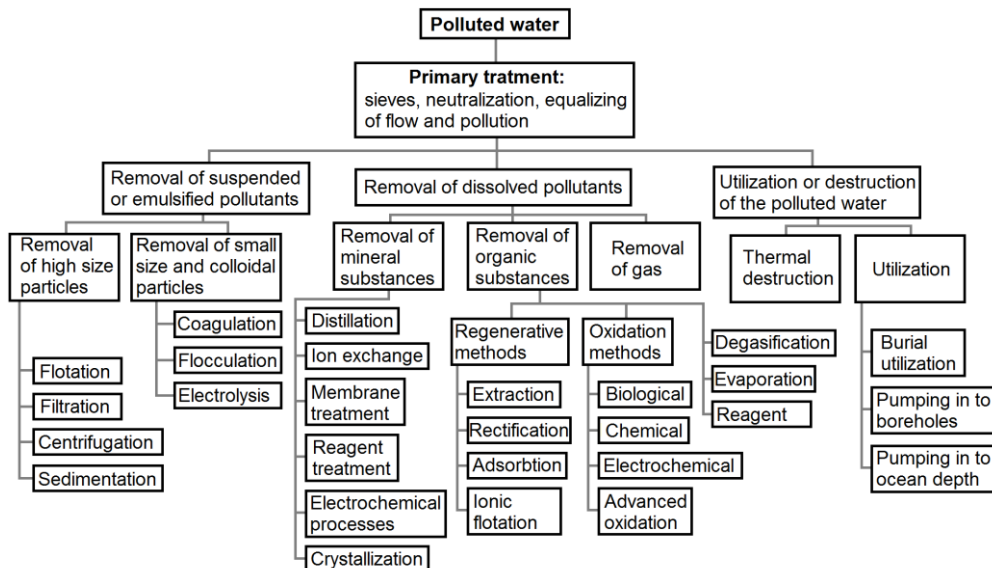 Polluted water
Primary tratment:
sieves, neutralization, equalizing
of flow and pollution
Removal of suspended
or emulsified pollutants
Removal of dissolved pollutants
Utilization or destruction
of the polluted water
Removal
of high size
particles
Removal of small
size and colloidal
particles
Removal of
mineral
substances
Removal of
organic
substances
Removal
of gas
Thermal
destruction
Utilization
Flotation
Filtration
Centrifugation
Sedimentation
Coagulation
Flocculation
Electrolysis
Distillation
Ion exchange
Membrane
treatment
Reagent
treatment
Electrochemical
processes
Crystallization
Regenerative
methods
Extraction
Rectification
Adsorbtion
Ionic
flotation
Oxidation
methods
Biological
Chemical
Electrochemical
Advanced
oxidation
Degasification
Evaporation
Reagent
Burial
utilization
Pumping in to
boreholes
Pumping in to
ocean depth